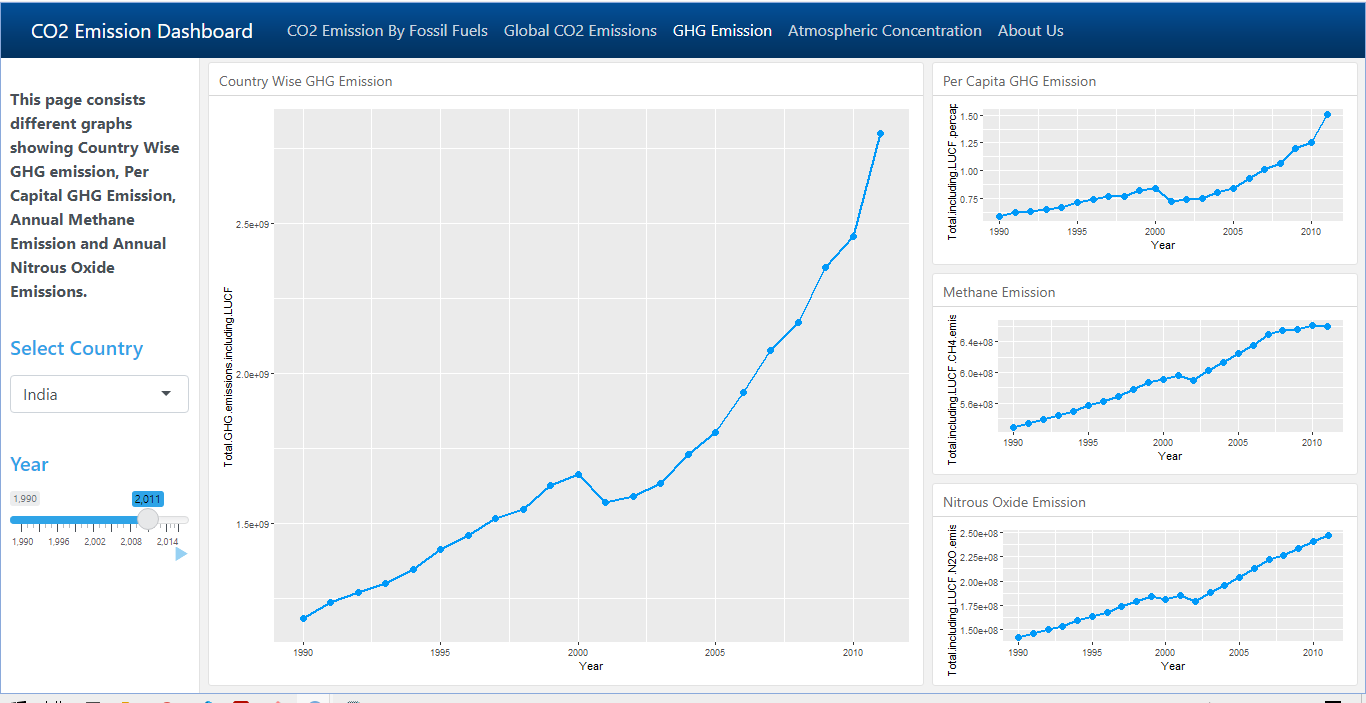 CO2 Emission Dashboard
CO2 Emission By Fossil Fuels
Global CO2 Emissions
GHG Emission
Atmospheric Concentration
About Us
This page consists
different graphs
showing Country Wise
GHG emission, Per
Capital GHG Emission,
Annual Methane
Emission and Annual
Nitrous Oxide
Emissions.
Select Country
India
Year
1,990
2,011
1,990 1,996 2,002 2,008 2,014
Country Wise GHG Emission
Total.GHG.emissions.including.LUCF
2.5e+09
2.0e+09
1.5e+09
1990 1995 2000 2005 2010
Year
Per Capita GHG Emission
Total.including.LUCF.percap
1.50
1.25
1.00
0.75
1990 1995 2000 2005 2010
Year
Methane Emission
Total.including.LUCF.CH4.emis
6.4e+08
6.0e+08
5.6e+08
1990 1995 2000 2005 2010
Year
Nitrous Oxide Emission
Total.including.LUCF.N2O.emis
2.50e+08
2.25e+08
2.00e+08
1.75e+08
1.50e+08
1990 1995 2000 2005 2010
Year